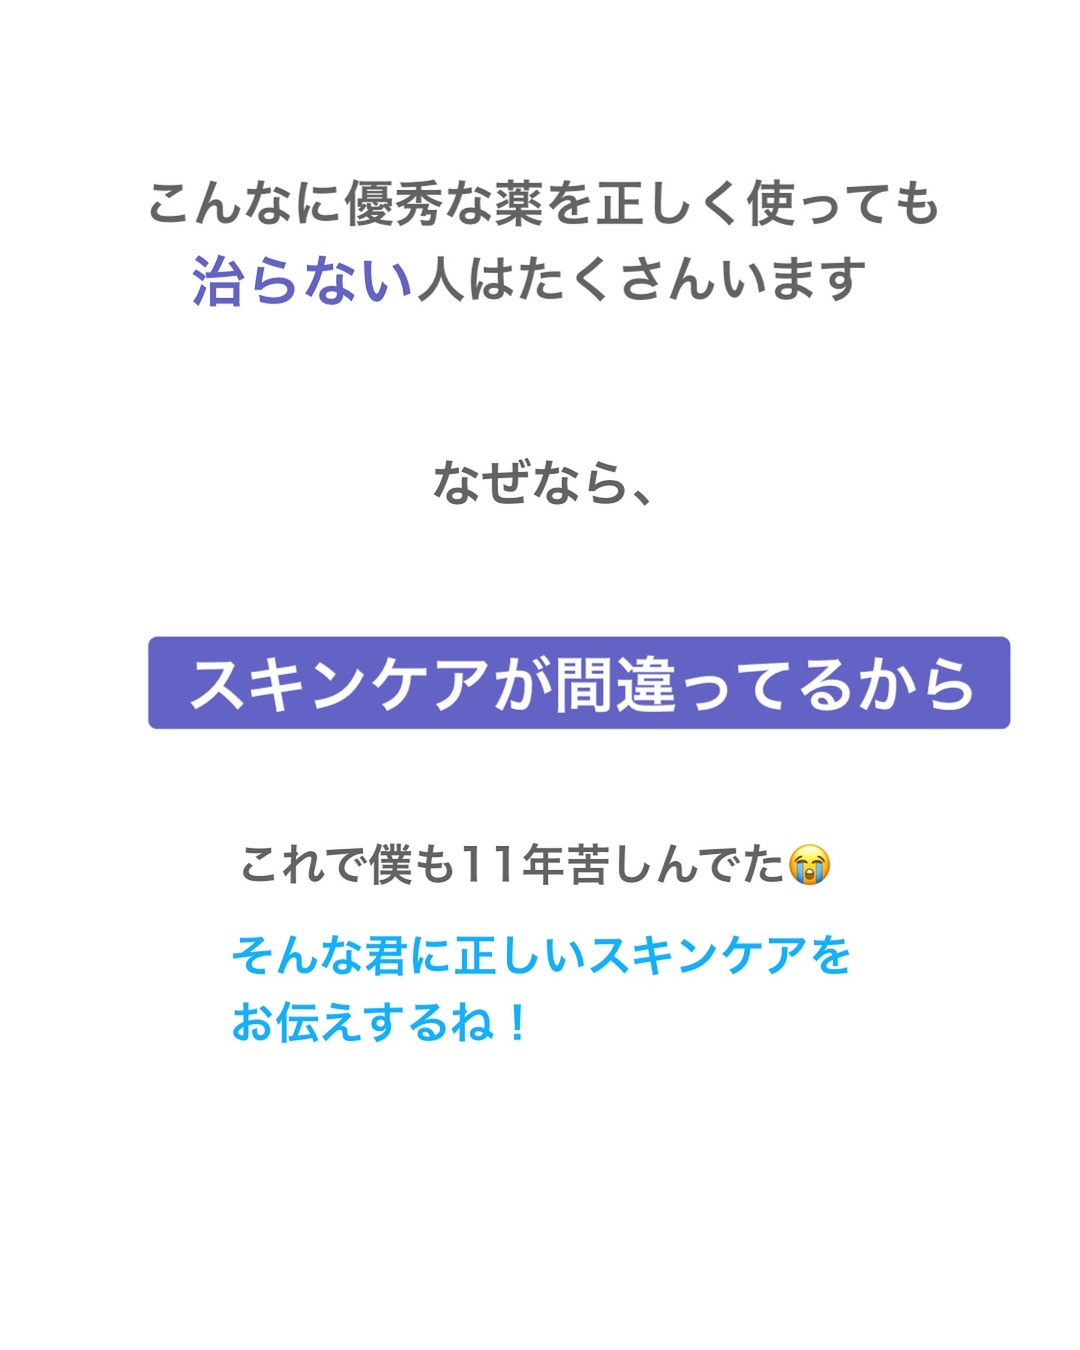 こんなに優秀な薬を正しく使っても
治らない人はたくさんいます
なぜなら、
スキンケアが間違ってるから
これで僕も11年苦しんでた😭
そんな君に正しいスキンケアを
お伝えするね！